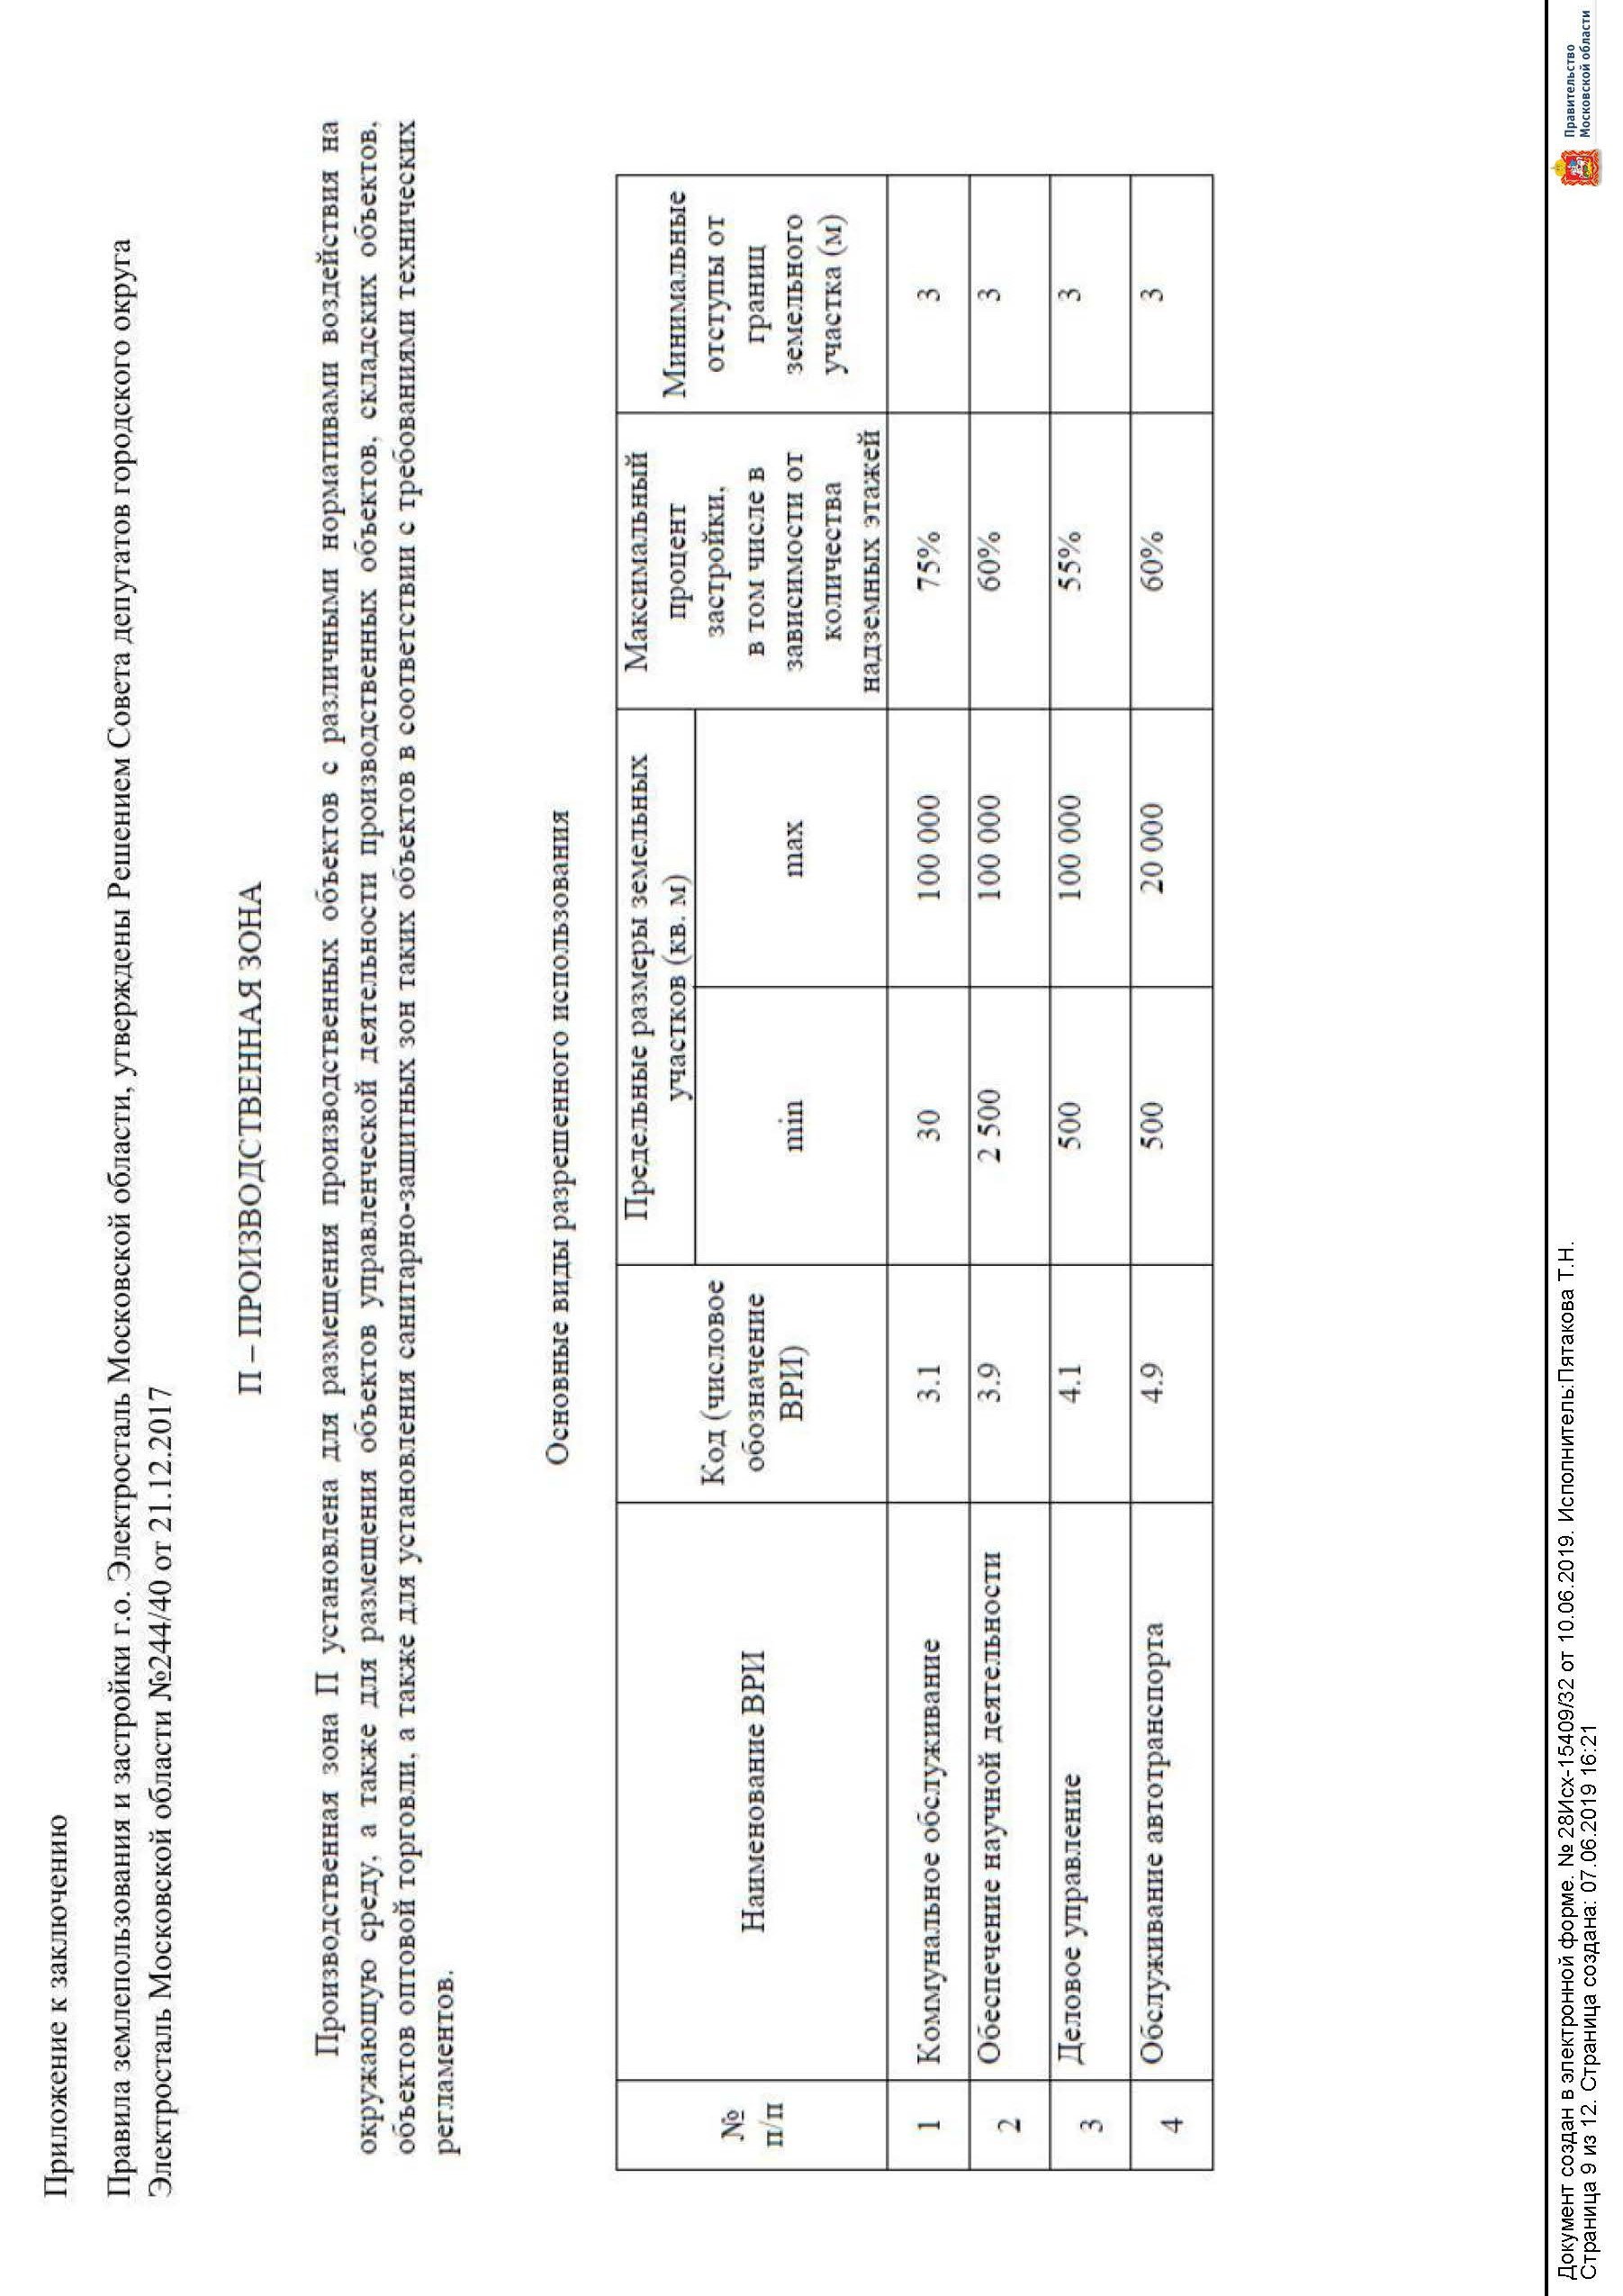 Приложение к заключению
Правила землепользования и застройки г.о. Электросталь Московской области, утверждены Решением Совета депутатов городского округа
Электросталь Московской области №244/40 от 21.12.2017
П – ПРОИЗВОДСТВЕННАЯ ЗОНА
Производственная зона П установлена для размещения производственных объектов с различными нормативами воздействия на
окружающую среду, а также для размещения объектов управленческой деятельности производственных объектов, складских объектов,
объектов оптовой торговли, а также для установления санитарно-защитных зон таких объектов в соответствии с требованиями технических
регламентов.
Основные виды разрешенного использования
№
п/п
Наименование ВРИ
Код (числовое
обозначение
ВРИ)
Предельные размеры земельных
участков (кв. м)
min
max
Максимальный
процент
застройки,
в том числе в
зависимости от
количества
надземных этажей
Минимальные
отступы от
границ
земельного
участка (м)
1 Коммунальное обслуживание 3.1 30 100 000 75% 3
2 Обеспечение научной деятельности 3.9 2 500 100 000 60% 3
3 Деловое управление 4.1 500 100 000 55% 3
4 Обслуживание автотранспорта 4.9 500 20 000 60% 3
Документ создан в электронной форме. № 28Исх-15409/32 от 10.06.2019. Исполнитель:Пятакова Т.Н.
Страница 9 из 12. Страница создана: 07.06.2019 16:21
Правительство
Московской области